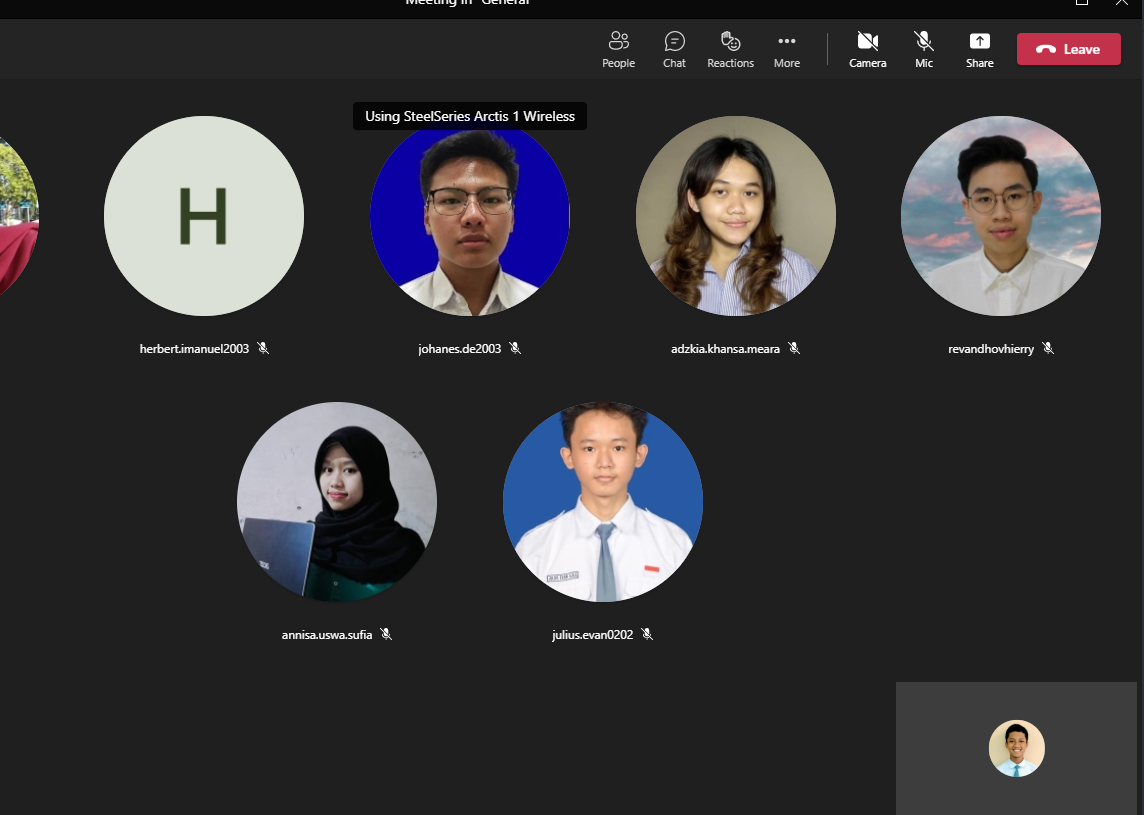 Meeting in "General"
People
Chat
Reactions
More
Camera
Mic
Share
Leave
Using SteelSeries Arctis 1 Wireless
H
herbert.imanuel2003
johanes.de2003
adzkia.khansa.meara
revandhovhierry
annisa.uswa.sufia
julius.evan0202